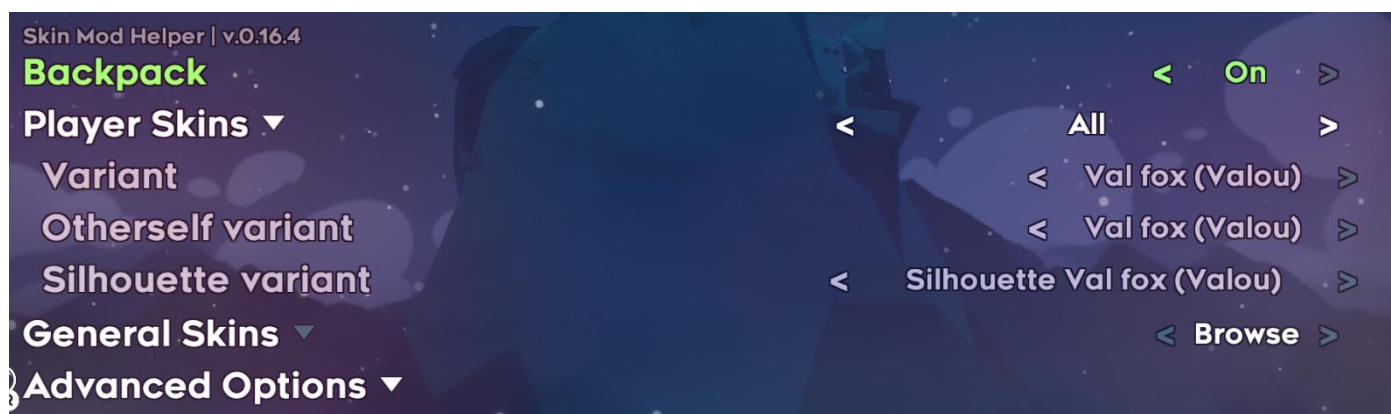 Skin Mod Helper | v.0.16.4
Backpack < On >
Player Skins ▼ < All >
Variant < Val fox (Valou) >
Otherself variant < Val fox (Valou) >
Silhouette variant < Silhouette Val fox (Valou) >
General Skins ▼ < Browse >
Advanced Options ▼